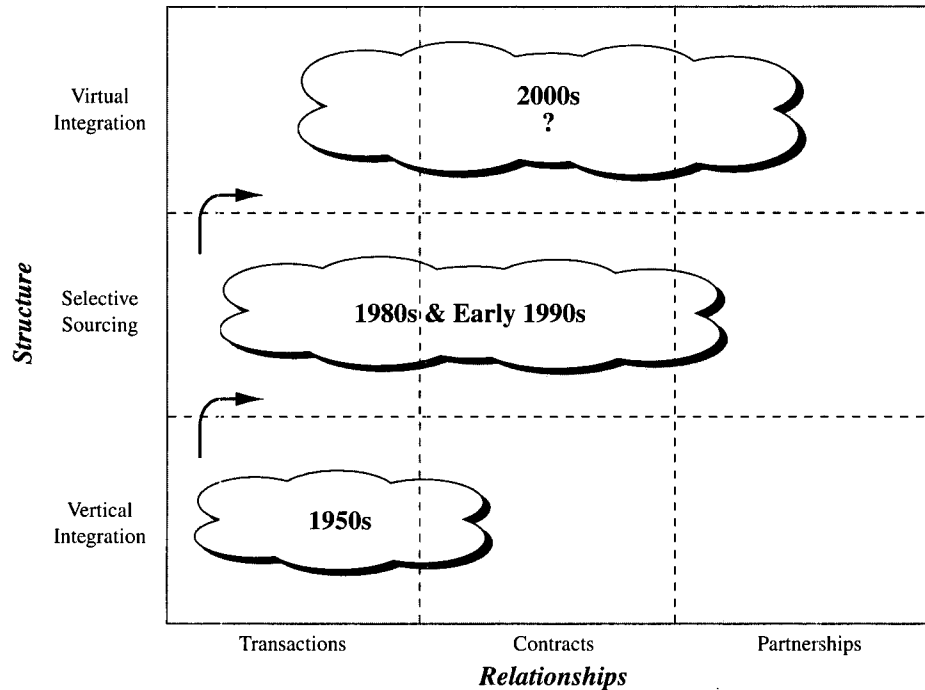 Virtual
Integration
2000s
?
Structure
Selective
Sourcing
1980s & Early 1990s
Vertical
Integration
1950s
Transactions
Contracts
Partnerships
Relationships